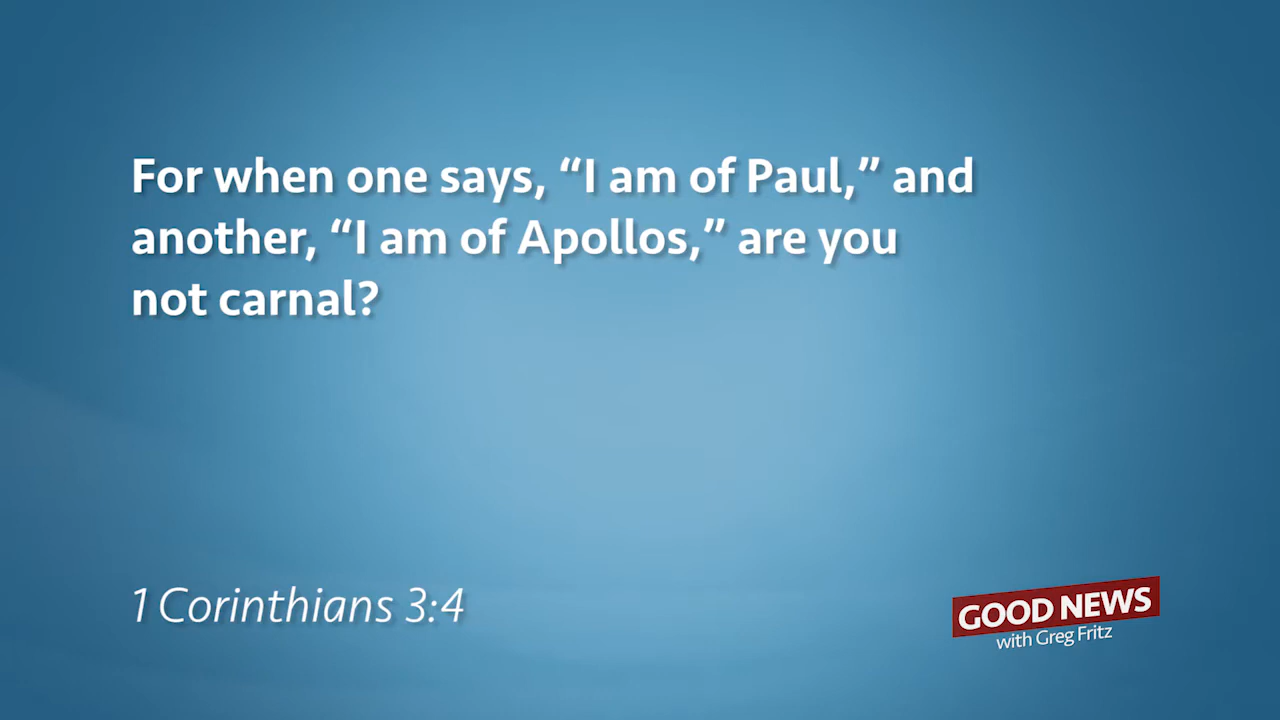 For when one says, “I am of Paul,” and
another, “I am of Apollos,” are you
not carnal?
1 Corinthians 3:4
GOOD NEWS
with Greg Fritz